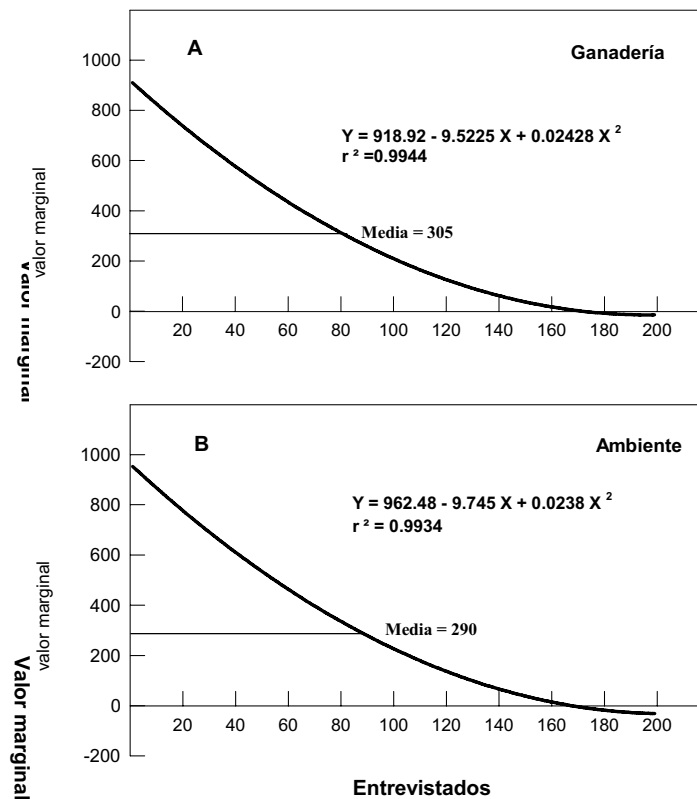 A
Ganadería
1000
800
600
400
200
0
-200
Y = 918.92 - 9.5225 X + 0.02428 X ²
r ² =0.9944
Media = 305
20 40 60 80 100 120 140 160 180 200
valor marginal
Valor marginal
B
Ambiente
1000
800
600
400
200
0
-200
Y = 962.48 - 9.745 X + 0.0238 X ²
r ² = 0.9934
Media = 290
20 40 60 80 100 120 140 160 180 200
valor marginal
Valor marginal
Entrevistados